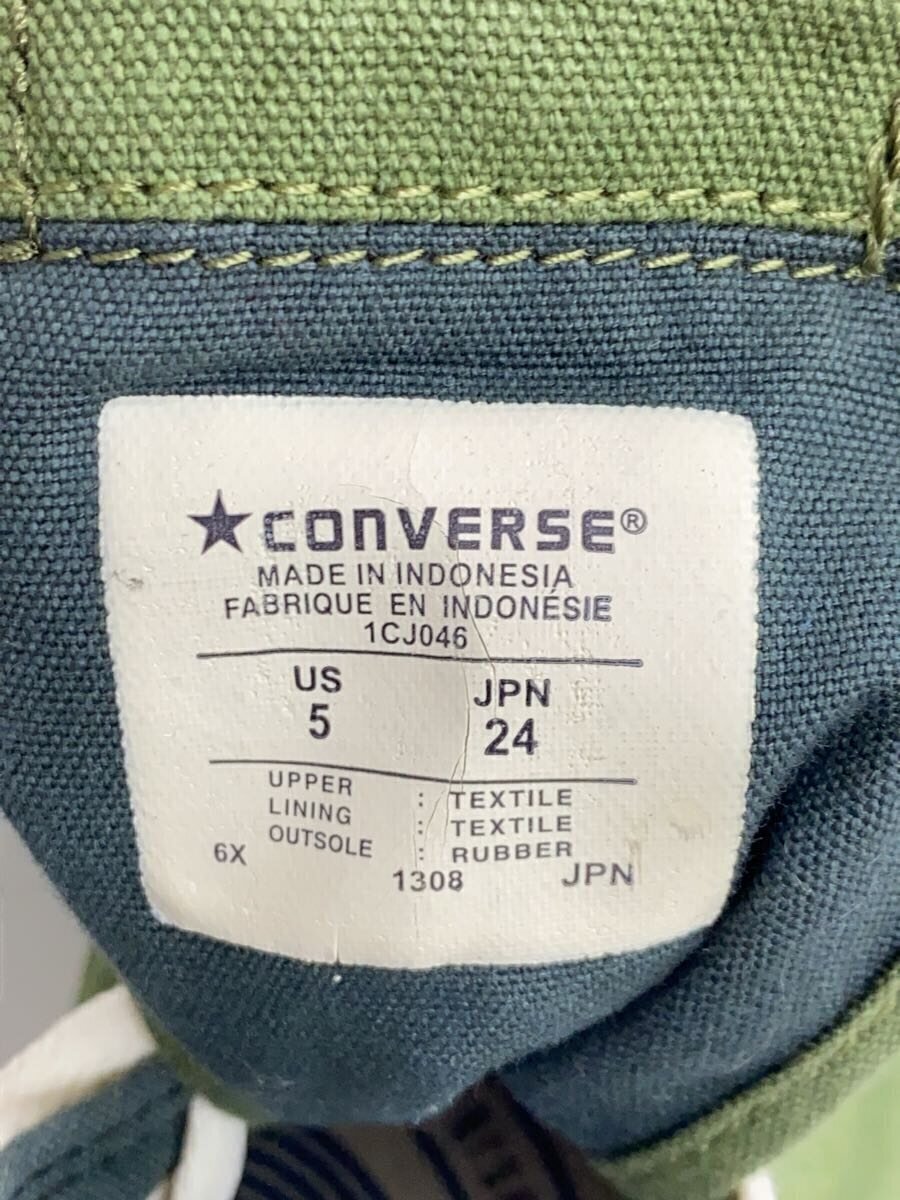 ★CONVERSE®
MADE IN INDONESIA
FABRIQUE EN INDONÉSIE
1CJ046
US JPN
5 24
UPPER : TEXTILE
LINING : TEXTILE
OUTSOLE : RUBBER
6X 1308 JPN